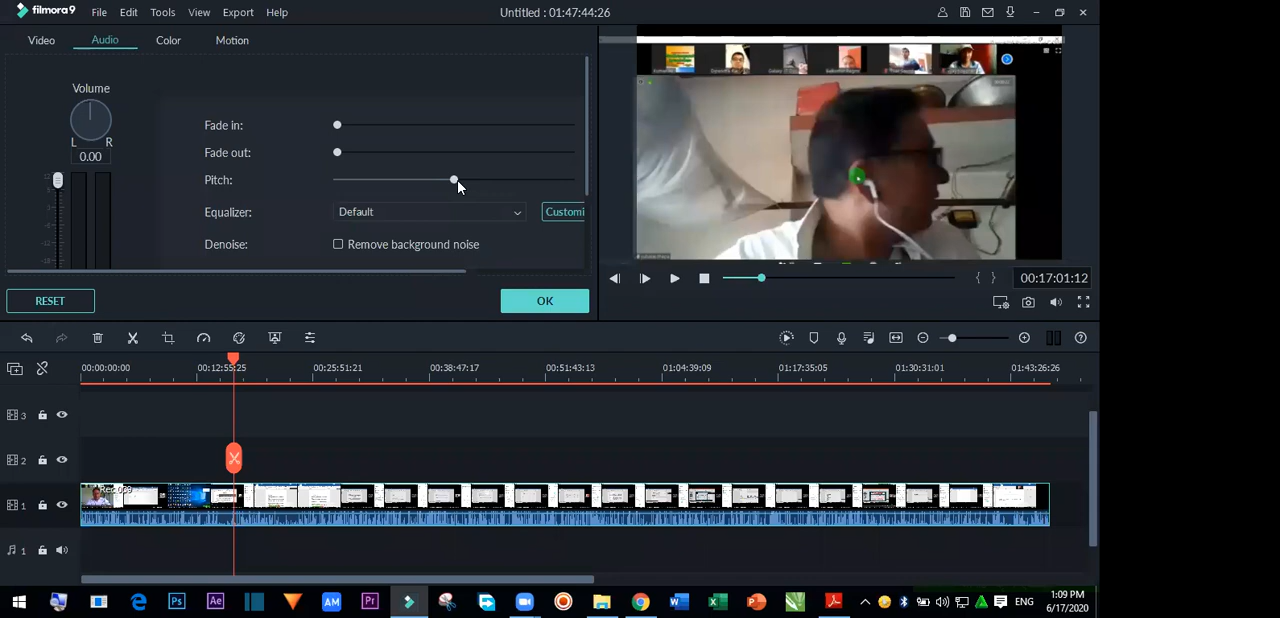 filmora9 File Edit Tools View Export Help Untitled : 01:47:44:26
Video Audio Color Motion
Volume
L R
0.00
Fade in:
Fade out:
Pitch:
Equalizer: Default Customi
Denoise: Remove background noise
RESET OK
00:17:01:12
00:00:00:00 00:12:55:25 00:25:51:21 00:38:47:17 00:51:43:13 01:04:39:09 01:17:35:05 01:30:31:01 01:43:26:26
3
2
1
1
Ps Ae AM Pr ENG
1:09 PM
6/17/2020